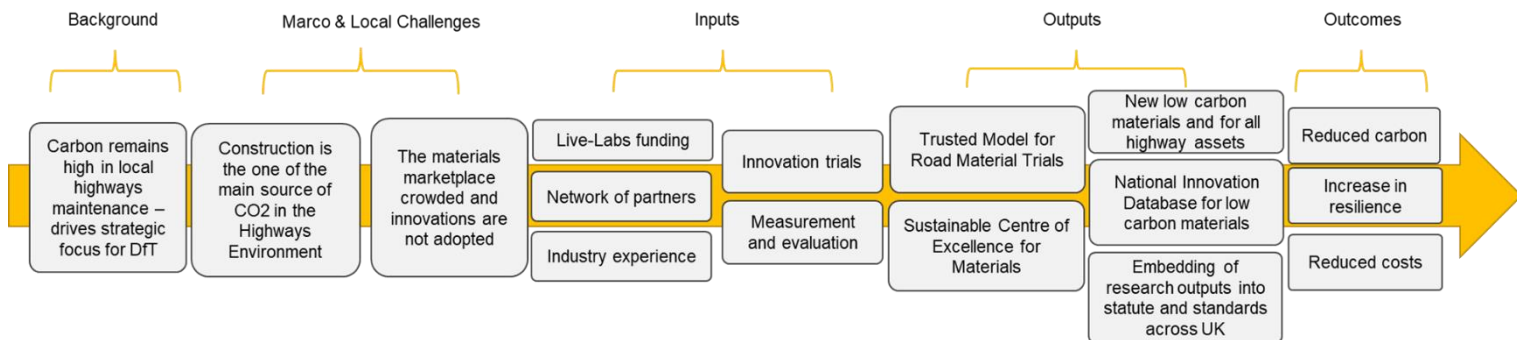 Background
Marco & Local Challenges
Inputs
Outputs
Outcomes
Carbon remains
high in local
highways
maintenance –
drives strategic
focus for DfT
Construction is
the one of the
main source of
CO2 in the
Highways
Environment
The materials
marketplace
crowded and
innovations are
not adopted
Live-Labs funding
Network of partners
Industry experience
Innovation trials
Measurement
and evaluation
Trusted Model for
Road Material Trials
Sustainable Centre of
Excellence for
Materials
New low carbon
materials and for all
highway assets
National Innovation
Database for low
carbon materials
Embedding of
research outputs into
statute and standards
across UK
Reduced carbon
Increase in
resilience
Reduced costs